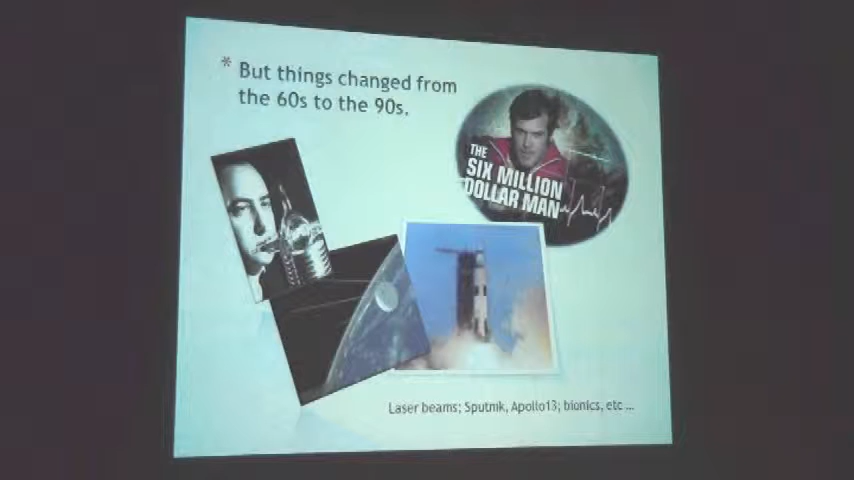 * But things changed from
the 60s to the 90s.
THE
SIX MILLION
DOLLAR MAN
Laser beams; Sputnik, Apollo13; bionics, etc ...